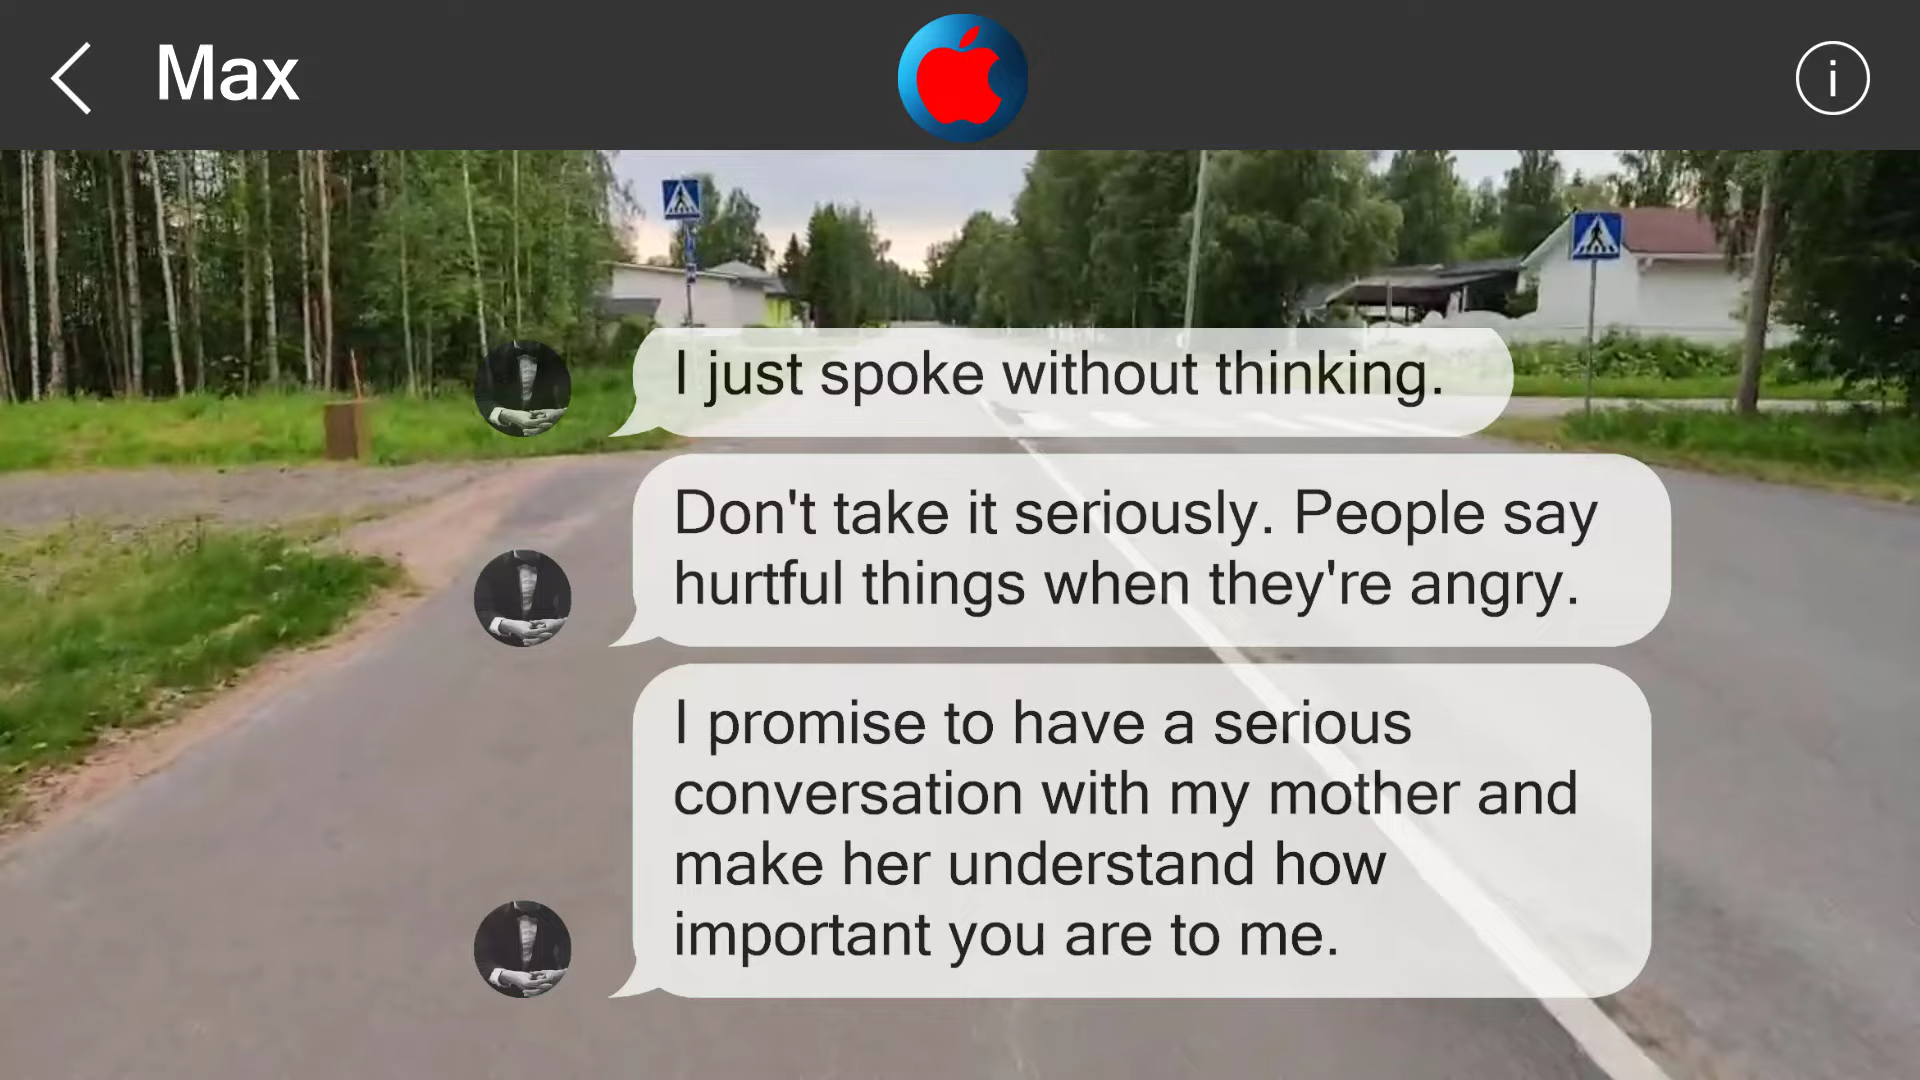 Max
I just spoke without thinking.
Don't take it seriously. People say
hurtful things when they're angry.
I promise to have a serious
conversation with my mother and
make her understand how
important you are to me.